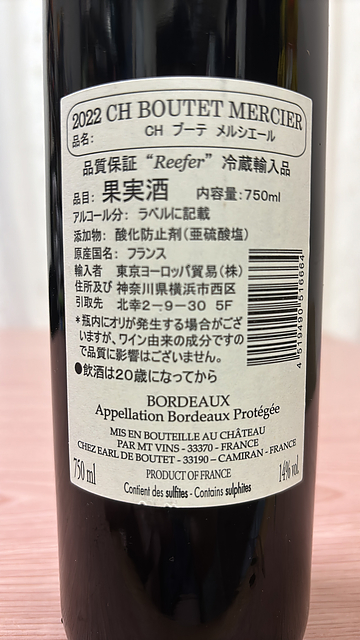 2022 CH BOUTET MERCIER
品名: CH ブーテ メルシエール
品質保証 “Reefer” 冷蔵輸入品
品目: 果実酒 内容量:750ml
アルコール分: ラベルに記載
添加物: 酸化防止剤(亜硫酸塩)
原産国名: フランス
輸入者 東京ヨーロッパ貿易(株)
住所及び 神奈川県横浜市西区
引取先 北幸2-9-30 5F
*瓶内にオリが発生する場合がござ
いますが、ワイン由来の成分ですの
で品質に影響はございません。
●飲酒は20歳になってから
4519490516664
BORDEAUX
Appellation Bordeaux Protégée
MIS EN BOUTEILLE AU CHÂTEAU
PAR MT VINS - 33370 - FRANCE
CHEZ EARL DE BOUTET - 33190 – CAMIRAN - FRANCE
750 ml PRODUCT OF FRANCE 14% vol.
Contient des sulfites - Contains sulphites